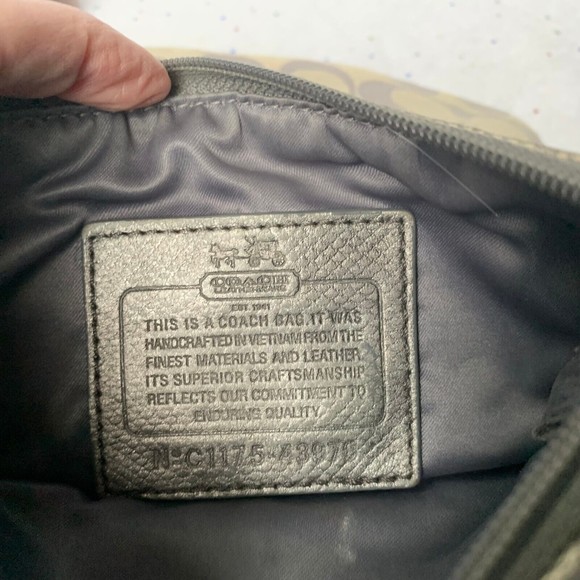 COACH
LEATHERWARE
EST. 1941
THIS IS A COACH BAG. IT WAS
HANDCRAFTED IN VIETNAM FROM THE
FINEST MATERIALS AND LEATHER.
ITS SUPERIOR CRAFTSMANSHIP
REFLECTS OUR COMMITMENT TO
ENDURING QUALITY.
Nº C1175-